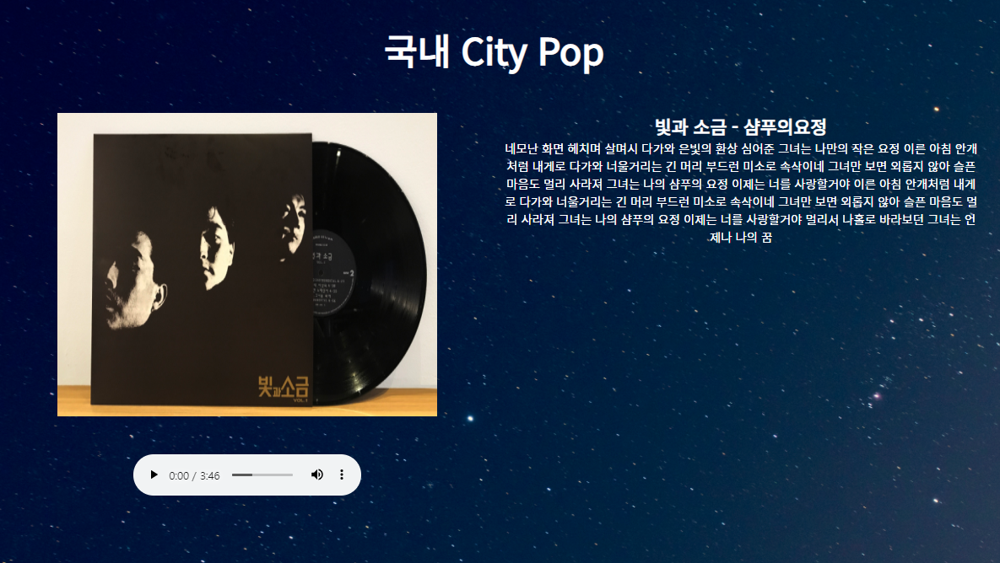 국내 City Pop
빛과 소금 - 샴푸의요정
네모난 화면 헤치며 살며시 다가와 은빛의 환상 심어준 그녀는 나만의 작은 요정 이른 아침 안개
처럼 내게로 다가와 너울거리는 긴 머리 부드런 미소로 속삭이네 그녀만 보면 외롭지 않아 슬픈
마음도 멀리 사라져 그녀는 나의 샴푸의 요정 이제는 너를 사랑할거야 이른 아침 안개처럼 내게
로 다가와 너울거리는 긴 머리 부드런 미소로 속삭이네 그녀만 보면 외롭지 않아 슬픈 마음도 멀
리 사라져 그녀는 나의 샴푸의 요정 이제는 너를 사랑할거야 멀리서 나홀로 바라보던 그녀는 언
제나 나의 꿈
빛과 소금
2
빛과소금
VOL.1
0:00 / 3:46